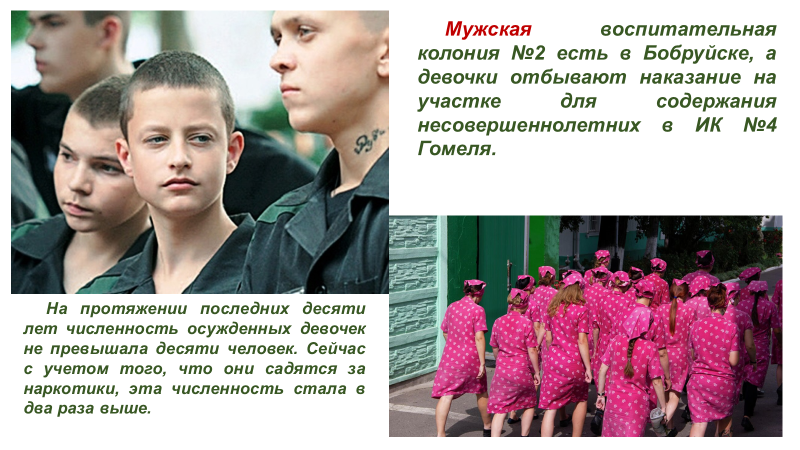 Мужская воспитательная
колония №2 есть в Бобруйске, а
девочки отбывают наказание на
участке для содержания
несовершеннолетних в ИК №4
Гомеля.
На протяжении последних десяти
лет численность осужденных девочек
не превышала десяти человек. Сейчас
с учетом того, что они садятся за
наркотики, эта численность стала в
два раза выше.